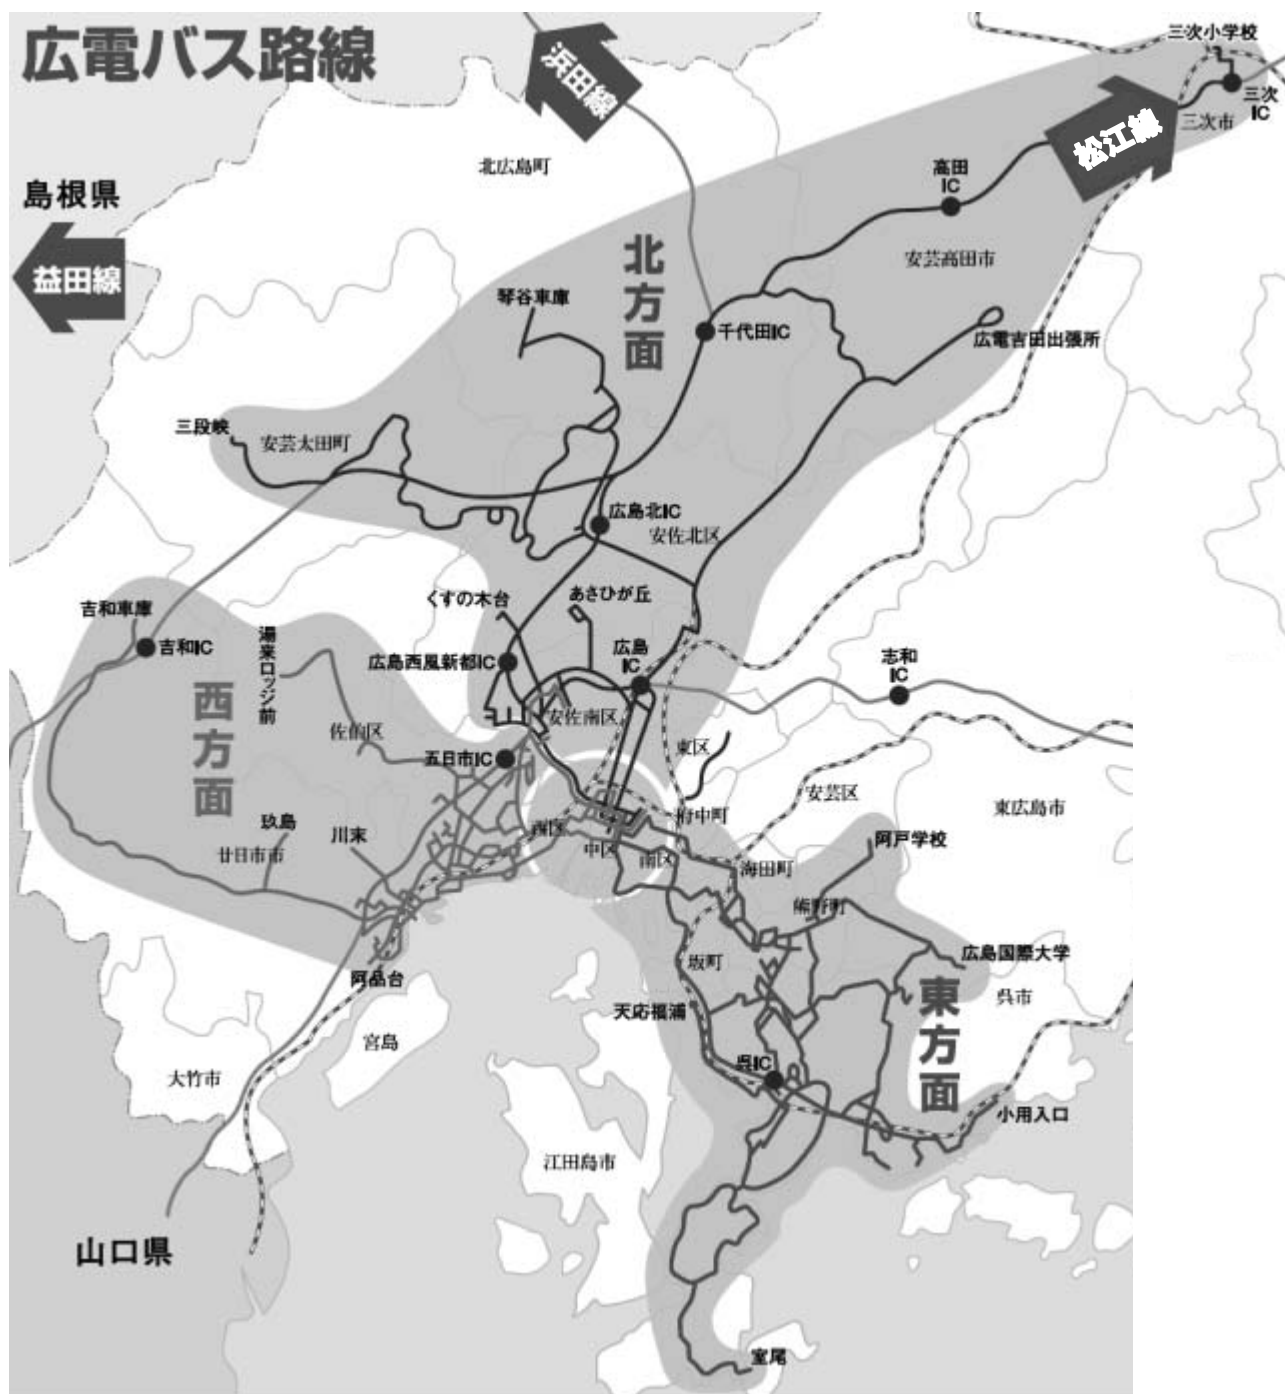 広電バス路線
三次小学校
浜田線
三次
IC
三次市
松江線
北広島町
高田
IC
島根県
北方面
安芸高田市
益田線
琴谷車庫
千代田IC
広電吉田出張所
三段峡
安芸太田町
広島北IC
安佐北区
くすの木台
あさひが丘
吉和車庫
湯来ロッジ前
吉和IC
広島西風新都IC
広島
IC
志和
IC
西方面
佐伯区
安佐南区
東区
五日市IC
安芸区
東広島市
玖島
川末
西区
府中町
廿日市市
中区
南区
海田町
阿戸学校
熊野町
阿品台
坂町
広島国際大学
天応福浦
呉市
東方面
宮島
大竹市
呉IC
小用入口
江田島市
山口県
室尾